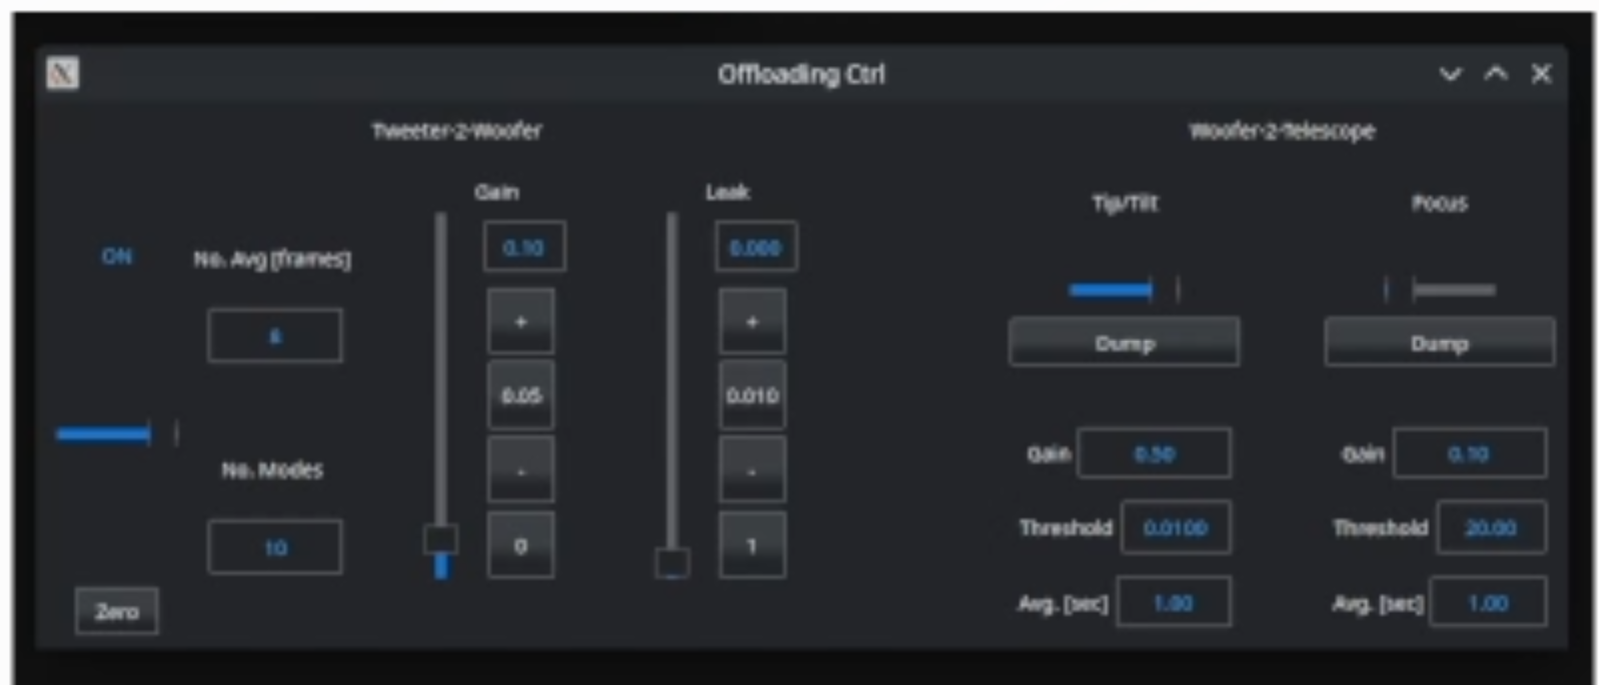 Offloading Ctrl
Tweeter-2-Woofer
Woofer-2-Telescope
Gain
Leak
Tip/Tilt
Focus
ON
No. Avg [frames]
0.10
0.000
8
+
+
Dump
Dump
0.05
0.010
Gain 0.50
Gain 0.10
-
-
No. Modes
10
0
1
Threshold 0.0100
Threshold 20.00
Zero
Avg. [sec] 1.00
Avg. [sec] 1.00